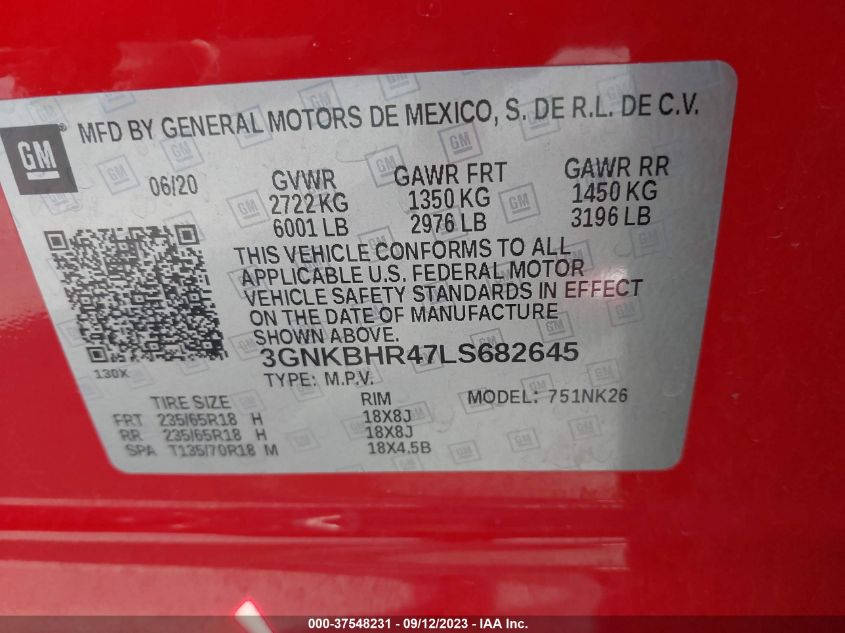 GM
MFD BY GENERAL MOTORS DE MEXICO, S. DE R.L. DE C.V.
06/20 GVWR GAWR FRT GAWR RR
2722 KG 1350 KG 1450 KG
6001 LB 2976 LB 3196 LB
THIS VEHICLE CONFORMS TO ALL
APPLICABLE U.S. FEDERAL MOTOR
VEHICLE SAFETY STANDARDS IN EFFECT
ON THE DATE OF MANUFACTURE
SHOWN ABOVE.
3GNKBHR47LS682645
130X
TYPE: M.P.V. MODEL: 751NK26
TIRE SIZE RIM
FRT 235/65R18 H 18X8J
RR 235/65R18 H 18X8J
SPA T135/70R18 M 18X4.5B
000-37548231 - 09/12/2023 - IAA Inc.